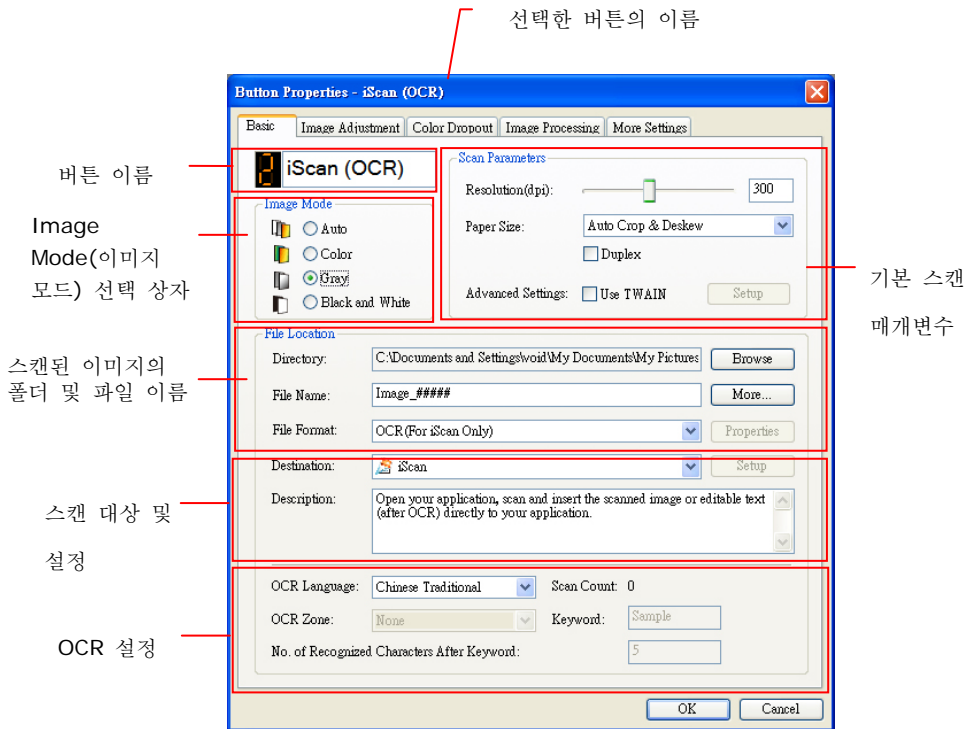 선택한 버튼의 이름
Button Properties - iScan (OCR)
Basic Image Adjustment Color Dropout Image Processing More Settings
버튼 이름
2 iScan (OCR)
Image
Mode(이미지
모드) 선택 상자
Image Mode
Auto
Color
Gray
Black and White
Scan Parameters
Resolution(dpi): 300
Paper Size: Auto Crop & Deskew
Duplex
Advanced Settings: Use TWAIN Setup
기본 스캔
매개변수
스캔된 이미지의
폴더 및 파일 이름
File Location
Directory: C:\Documents and Settings\void\My Documents\My Pictures Browse
File Name: Image_##### More...
File Format: OCR(For iScan Only) Properties
스캔 대상 및
설정
Destination: iScan Setup
Description: Open your application, scan and insert the scanned image or editable text
(after OCR) directly to your application.
OCR 설정
OCR Language: Chinese Traditional Scan Count: 0
OCR Zone: None Keyword: Sample
No. of Recognized Characters After Keyword: 5
OK Cancel